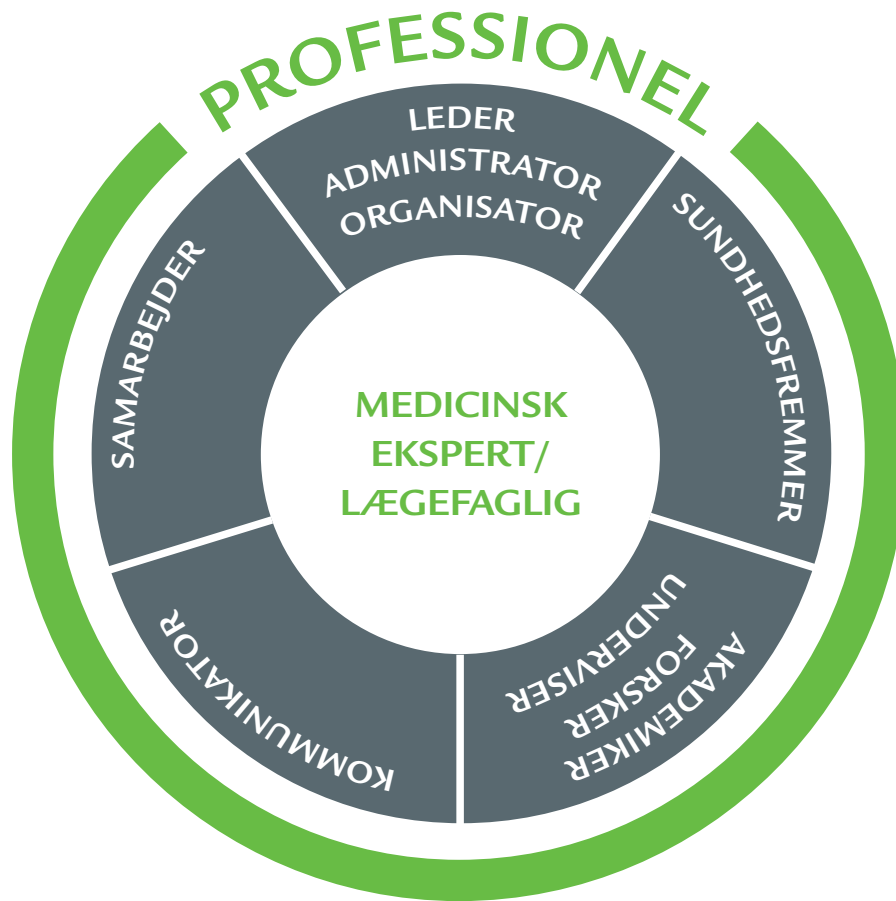 PROFESSIONEL
LEDER
ADMINISTRATOR
ORGANISATOR
SUNDHEDSFREMMER
AKADEMIKER
FORSKER
UNDERVISER
KOMMUNIKATOR
SAMARBEJDER
MEDICINSK
EKSPERT/
LÆGEFAGLIG